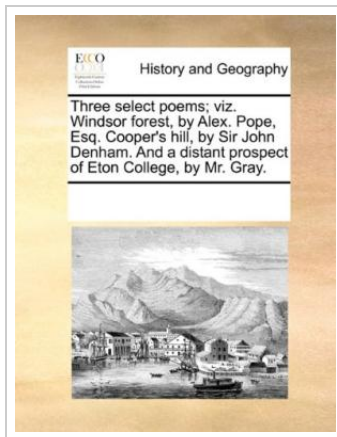 ECCO
History and Geography
Three select poems; viz.
Windsor forest, by Alex. Pope,
Esq. Cooper's hill, by Sir John
Denham. And a distant prospect
of Eton College, by Mr. Gray.